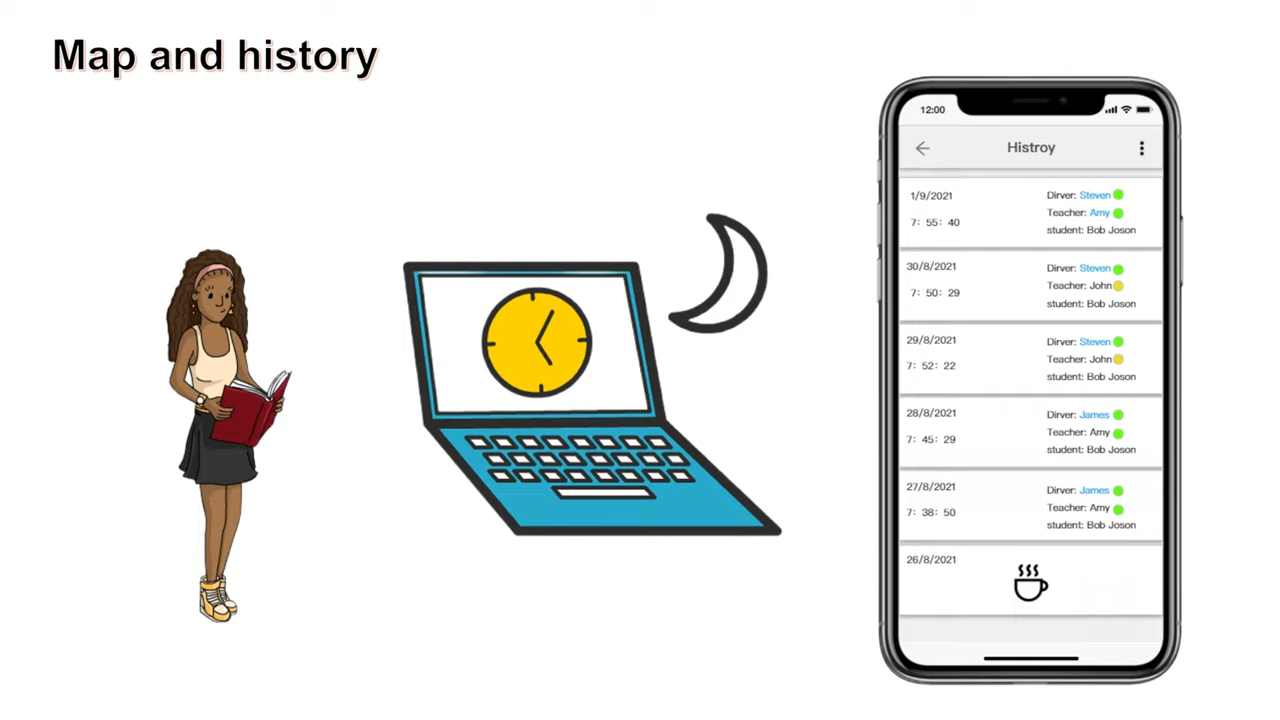 Map and history
12:00
Histroy
1/9/2021
Dirver: Steven
Teacher: Amy
7: 55: 40
student: Bob Joson
30/8/2021
Dirver: Steven
Teacher: John
7: 50: 29
student: Bob Joson
29/8/2021
Dirver: Steven
Teacher: John
7: 52: 22
student: Bob Joson
28/8/2021
Dirver: James
Teacher: Amy
7: 45: 29
student: Bob Joson
27/8/2021
Dirver: James
Teacher: Amy
7: 38: 50
student: Bob Joson
26/8/2021